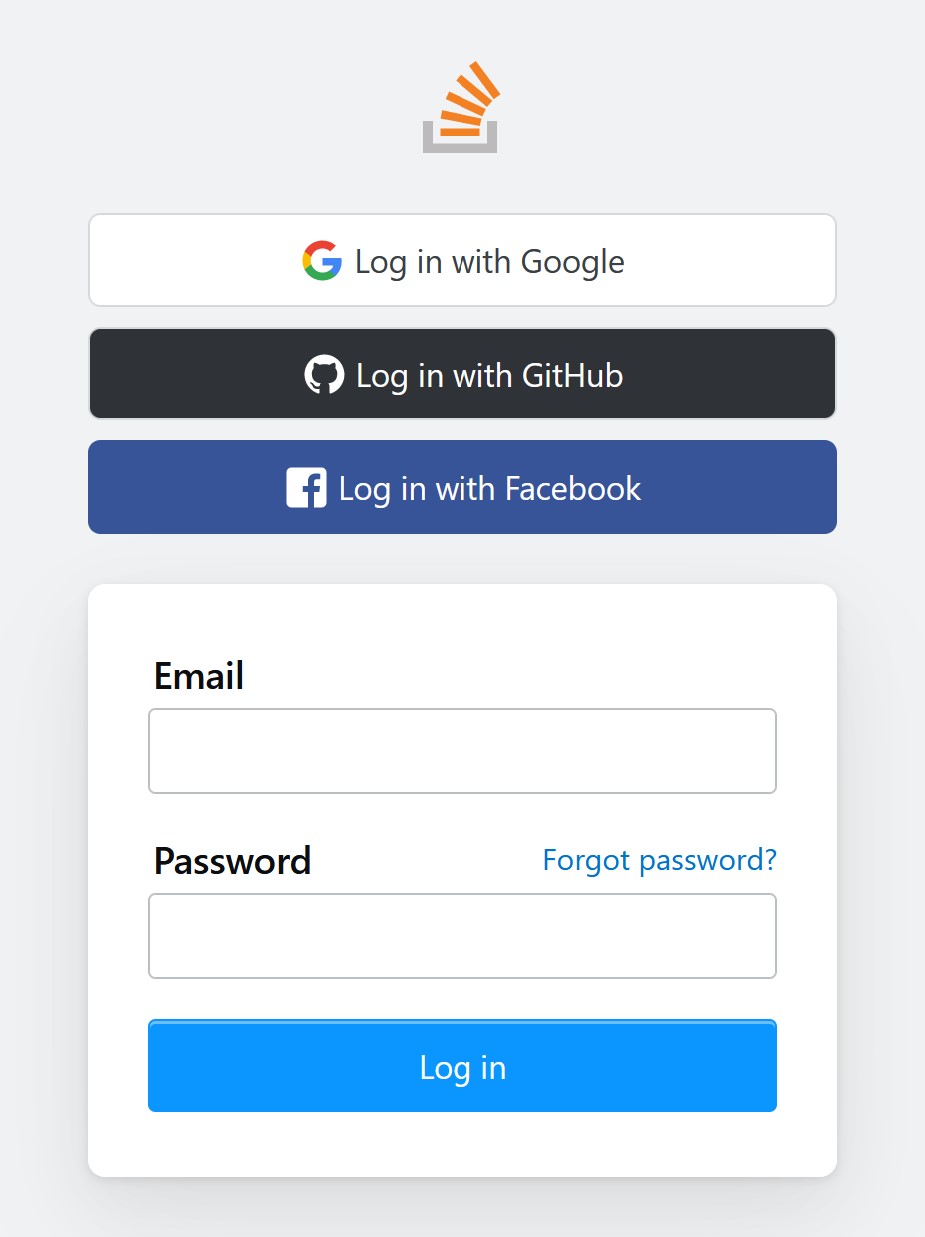 Log in with Google
Log in with GitHub
Log in with Facebook
Email
Password Forgot password?
Log in